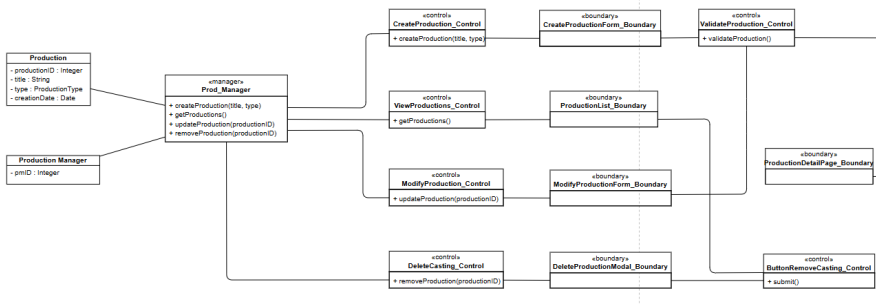 «control»
CreateProduction_Control
+ createProduction(title, type)
«boundary»
CreateProductionForm_Boundary
«control»
ValidateProduction_Control
+ validateProduction()
Production
- productionID : Integer
- title : String
- type : ProductionType
- creationDate : Date
«manager»
Prod_Manager
+ createProduction(title, type)
+ getProductions()
+ updateProduction(productionID)
+ removeProduction(productionID)
«control»
ViewProductions_Control
+ getProductions()
«boundary»
ProductionList_Boundary
Production Manager
- pmID : Integer
«boundary»
ProductionDetailPage_Boundary
«control»
ModifyProduction_Control
+ updateProduction(productionID)
«boundary»
ModifyProductionForm_Boundary
«control»
DeleteCasting_Control
+ removeProduction(productionID)
«boundary»
DeleteProductionModal_Boundary
«control»
ButtonRemoveCasting_Control
+ submit()